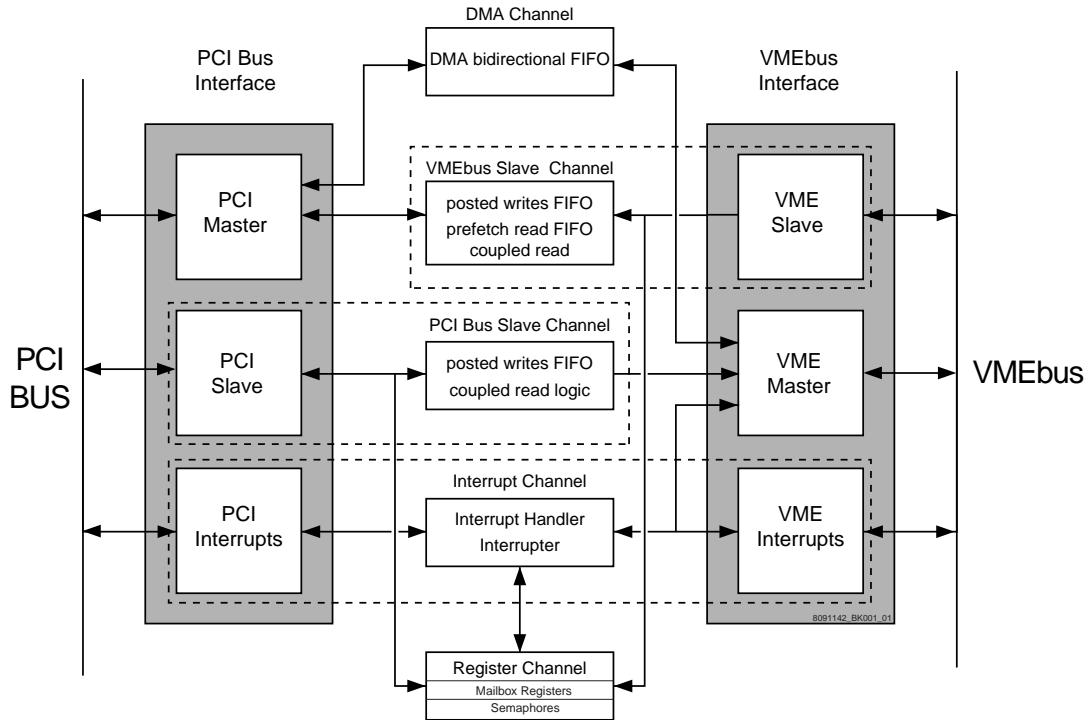 DMA Channel
DMA bidirectional FIFO
PCI Bus
Interface
VMEbus
Interface
VMEbus Slave Channel
PCI
Master
posted writes FIFO
prefetch read FIFO
coupled read
VME
Slave
PCI Bus Slave Channel
PCI
BUS
PCI
Slave
posted writes FIFO
coupled read logic
VME
Master
VMEbus
Interrupt Channel
PCI
Interrupts
Interrupt Handler
Interrupter
VME
Interrupts
8091142_BK001_01
Register Channel
Mailbox Registers
Semaphores